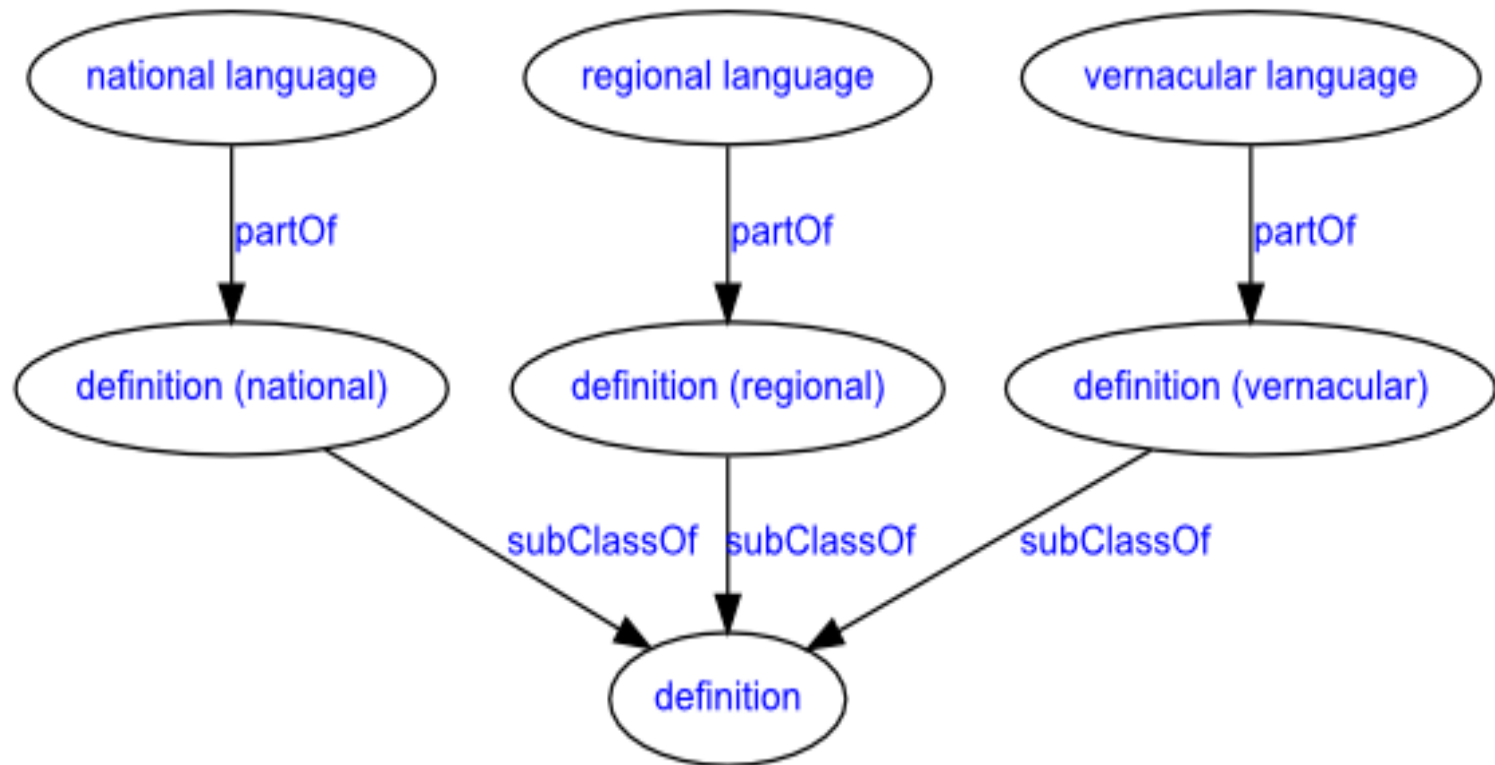 national language
regional language
vernacular language
partOf
partOf
partOf
definition (national)
definition (regional)
definition (vernacular)
subClassOf
subClassOf
subClassOf
definition